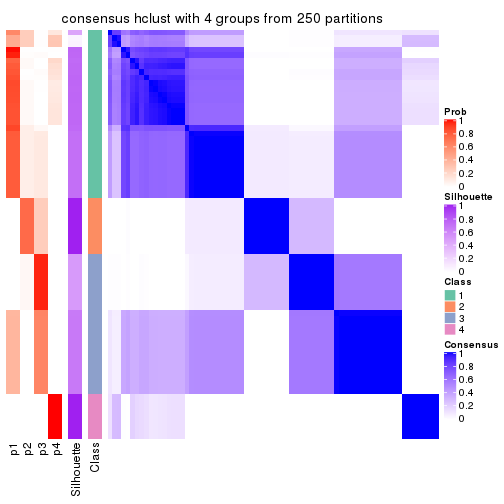 consensus hclust with 4 groups from 250 partitions
Prob
1
0.8
0.6
0.4
0.2
0
Silhouette
1
0.8
0.6
0.4
0.2
0
Class
1
2
3
4
Consensus
1
0.8
0.6
0.4
0.2
0
p1
p2
p3
p4
Silhouette
Class